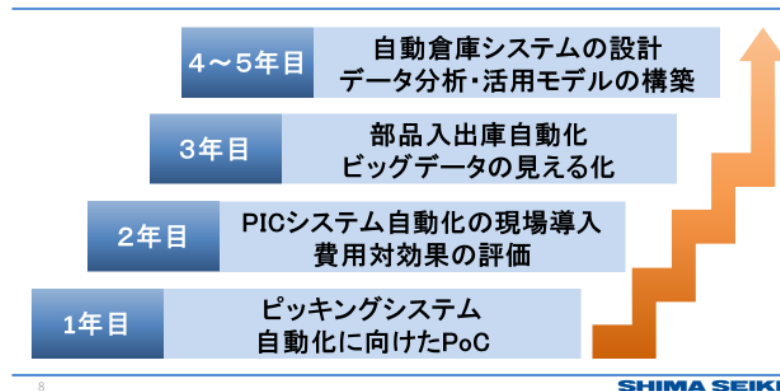 4～5年目
自動倉庫システムの設計
データ分析・活用モデルの構築
3年目
部品入出庫自動化
ビッグデータの見える化
2年目
PICシステム自動化の現場導入
費用対効果の評価
1年目
ピッキングシステム
自動化に向けたPoC
8
SHIMA SEIKI